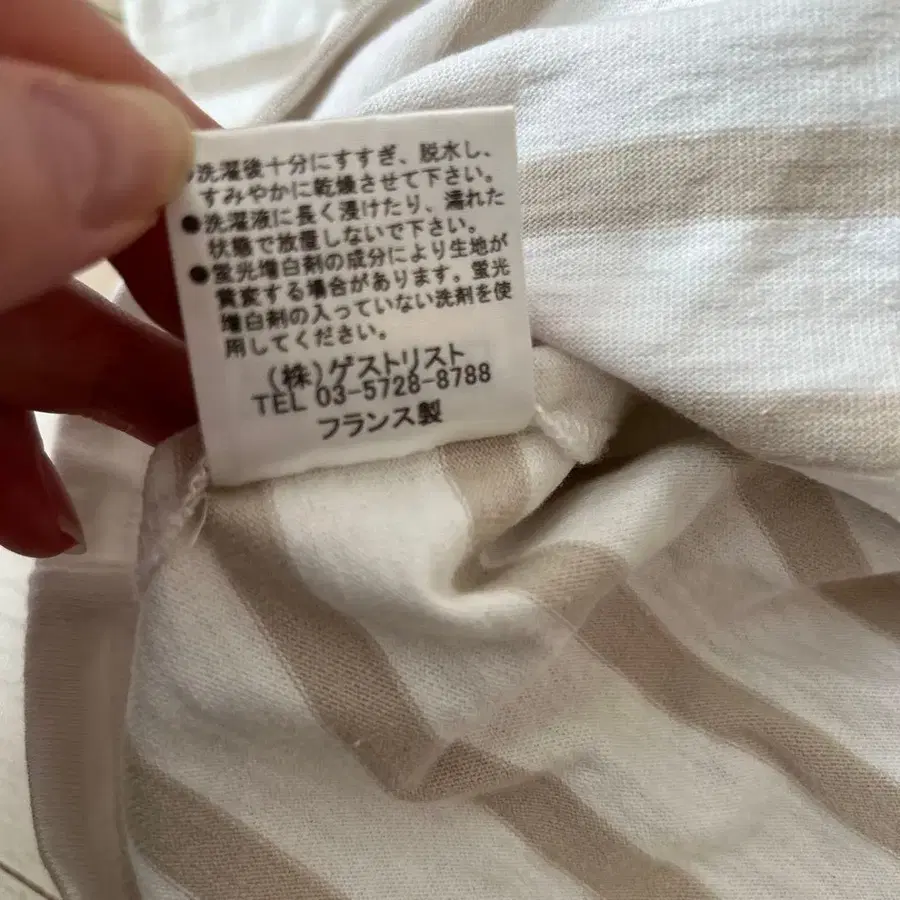 ●洗濯後十分にすすぎ、脱水し、
すみやかに乾燥させて下さい。
●洗濯液に長く浸けたり、濡れた
状態で放置しないで下さい。
●蛍光増白剤の成分により生地が
黄変する場合があります。蛍光
増白剤の入っていない洗剤を使
用してください。
(株)ゲストリスト
TEL 03-5728-8788
フランス製